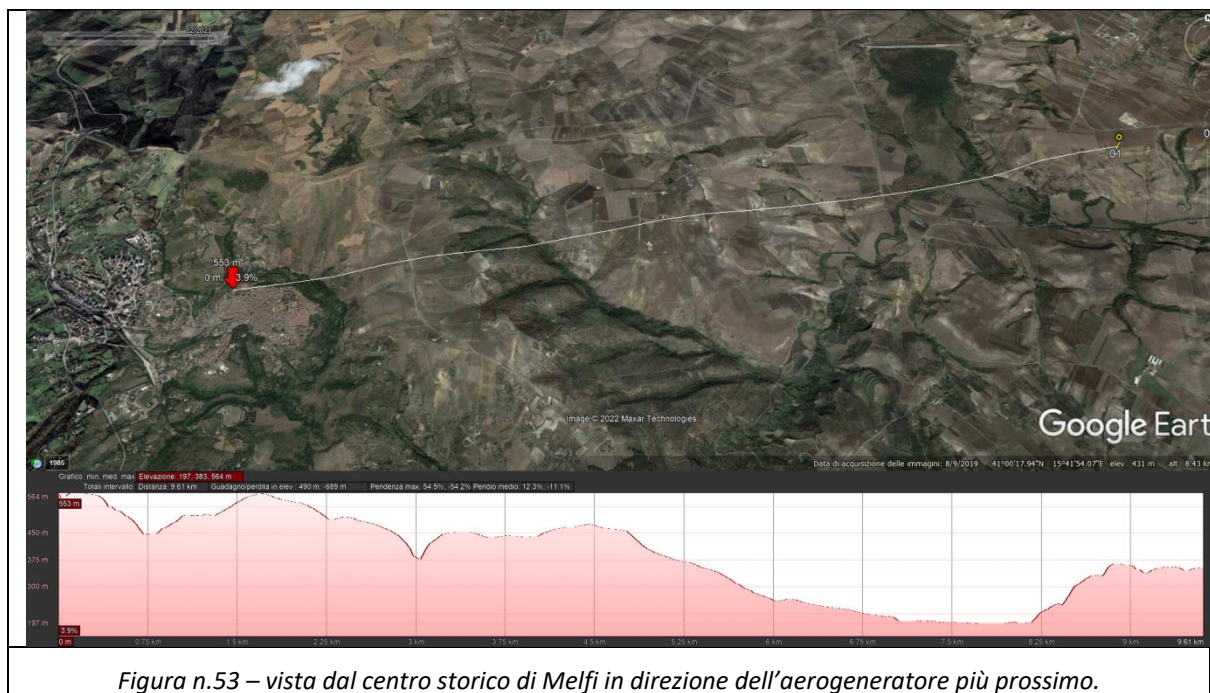 12/2021
01
553 m
0 m. 3.9%
Image © 2022 Maxar Technologies
Google Eart
1985
Data di acquisizione delle immagini: 8/9/2019 41°00'17.94"N 15°41'54.07"E elev 431 m alt 8.43 k
Grafico: min, med, max Elevazione: 197, 383, 564 m
Totali intervallo: Distanza: 9.61 km Guadagno/perdita in elev.: 490 m, -689 m Pendenza max: 54.5%, -54.2% Pendio medio: 12.3%, -11.1%
564 m
553 m
450 m
375 m
300 m
197 m
3.9%
0 m 0.75 km 1.5 km 2.25 km 3 km 3.75 km 4.5 km 5.25 km 6 km 6.75 km 7.5 km 8.25 km 9 km 9.61 km
Figura n.53 – vista dal centro storico di Melfi in direzione dell'aerogeneratore più prossimo.